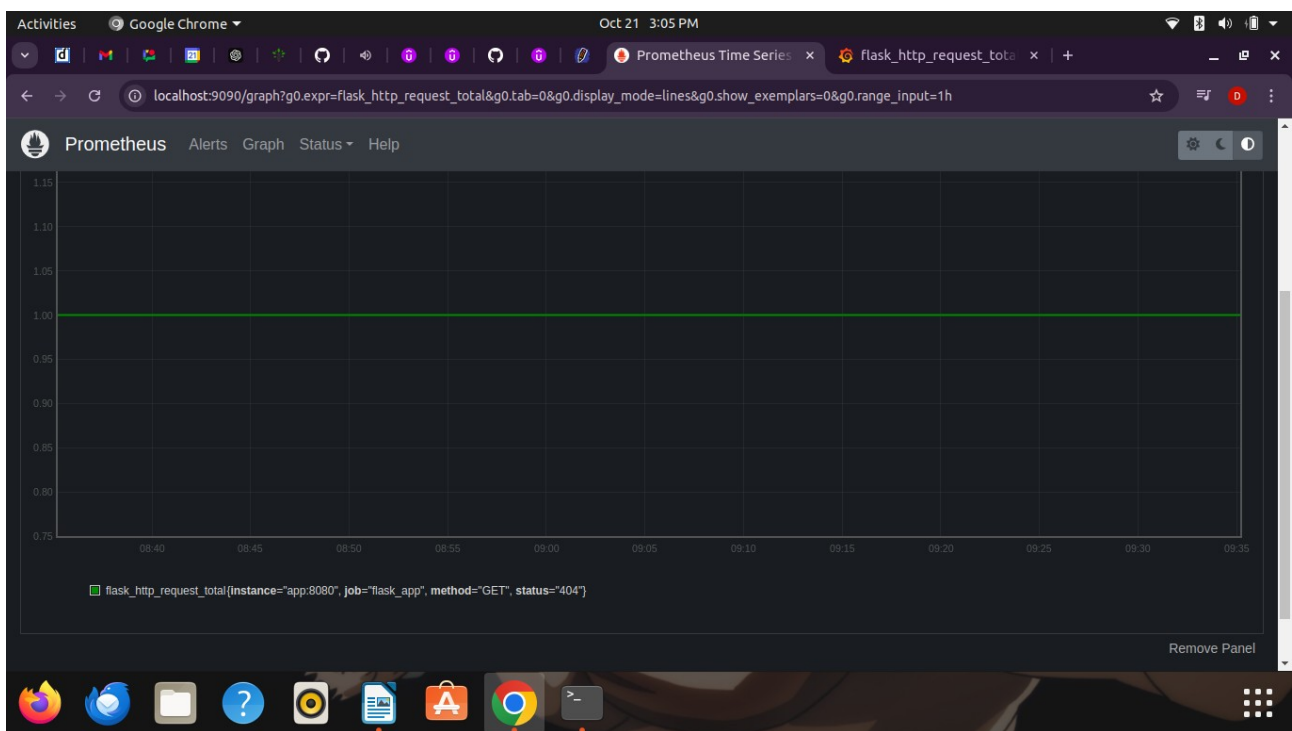 Activities Google Chrome Oct 21 3:05 PM
Prometheus Time Series flask_http_request_tota
localhost:9090/graph?g0.expr=flask_http_request_total&g0.tab=0&g0.display_mode=lines&g0.show_exemplars=0&g0.range_input=1h D
Prometheus Alerts Graph Status Help
1.15
1.10
1.05
1.00
0.95
0.90
0.85
0.80
0.75
08:40 08:45 08:50 08:55 09:00 09:05 09:10 09:15 09:20 09:25 09:30 09:35
flask_http_request_total{instance="app:8080", job="flask_app", method="GET", status="404"}
Remove Panel